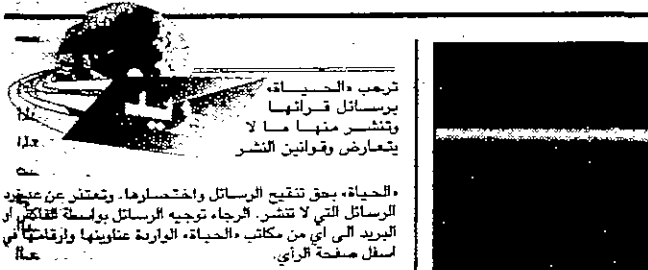 ترحب «الحيــاة»
برسائل قرائها
وتنشر منها ما لا
يتعارض وقوانين النشر
«الحياة» بحق تنقيح الرسائل واختصارها. وتعتذر عن عدم رد
الرسائل التي لا تنشر. الرجاء توجيه الرسائل بواسطة الفاكس أو
البريد الى اي من مكاتب «الحياة» الواردة عناوينها وارقامها في
اسفل صفحة الرأي.